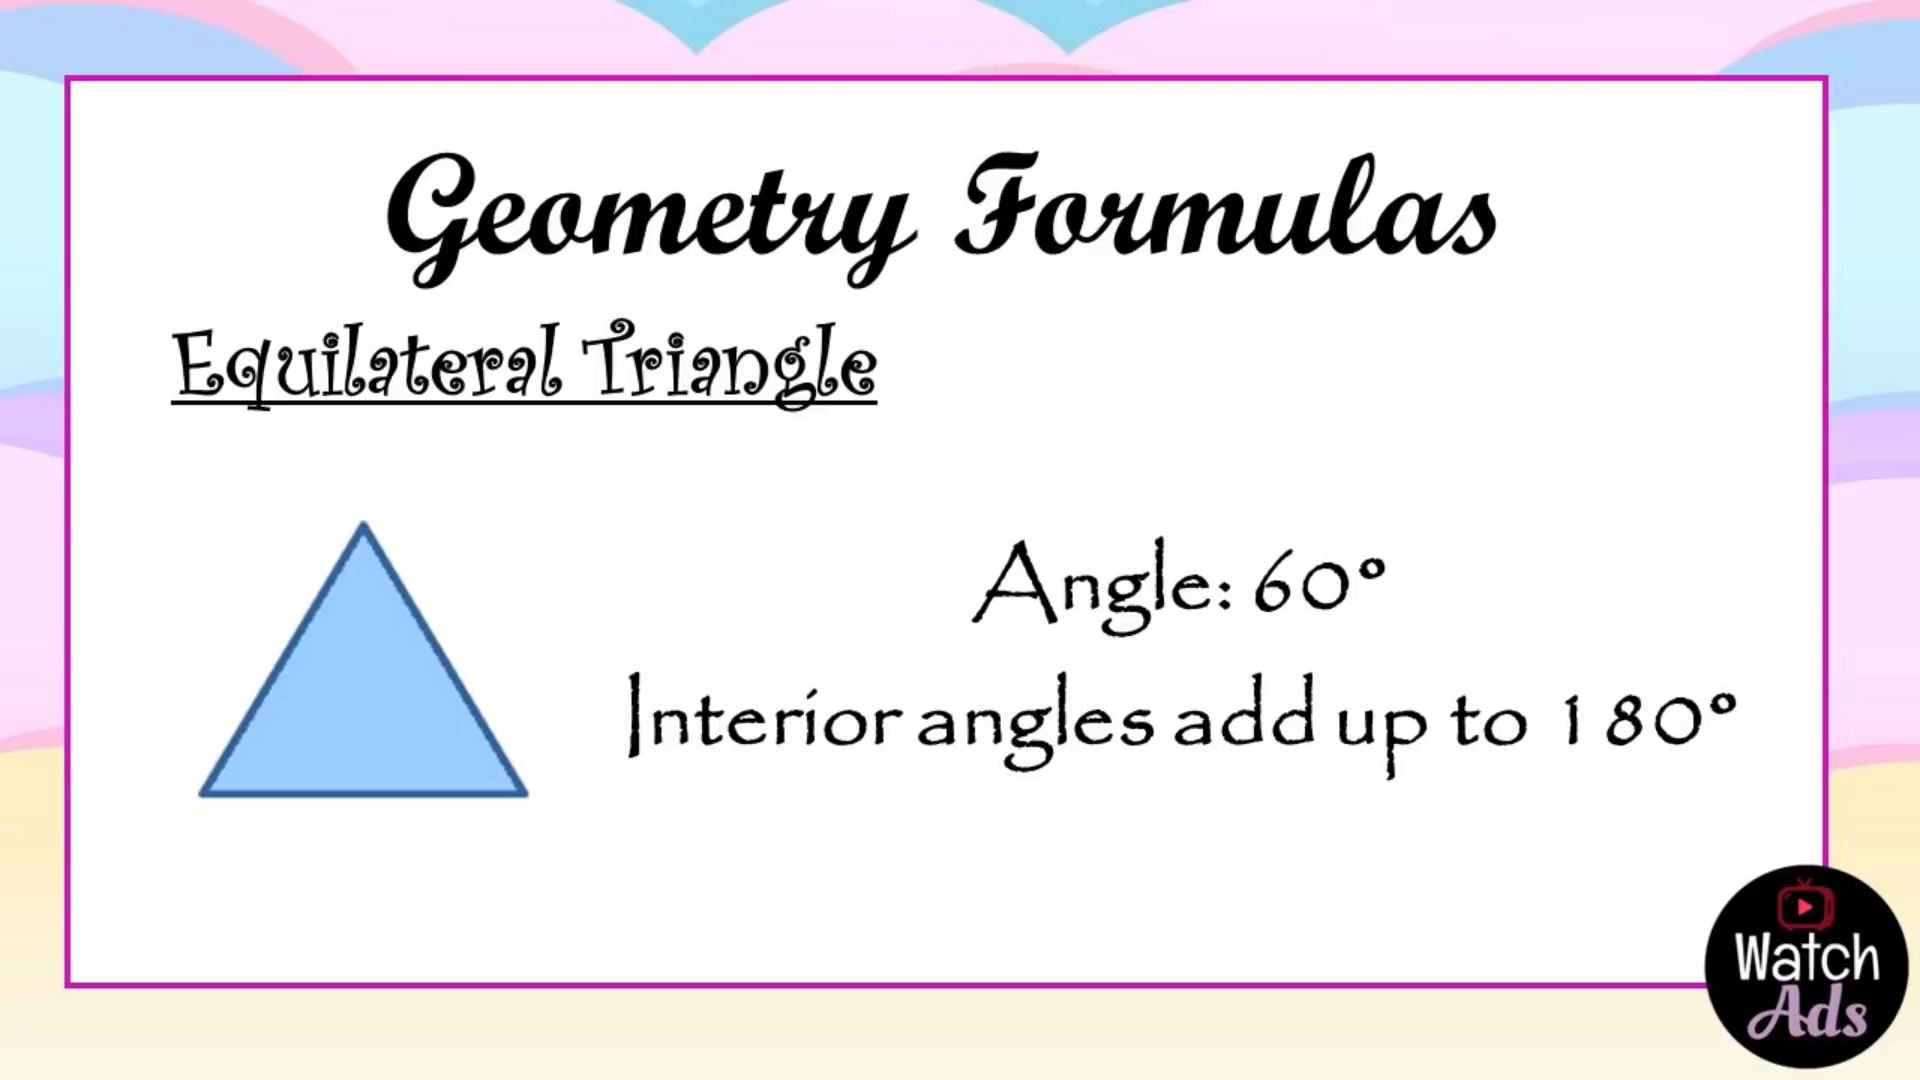 Geometry Formulas
Equilateral Triangle
Angle: 60°
Interior angles add up to 180°
Watch
Ads